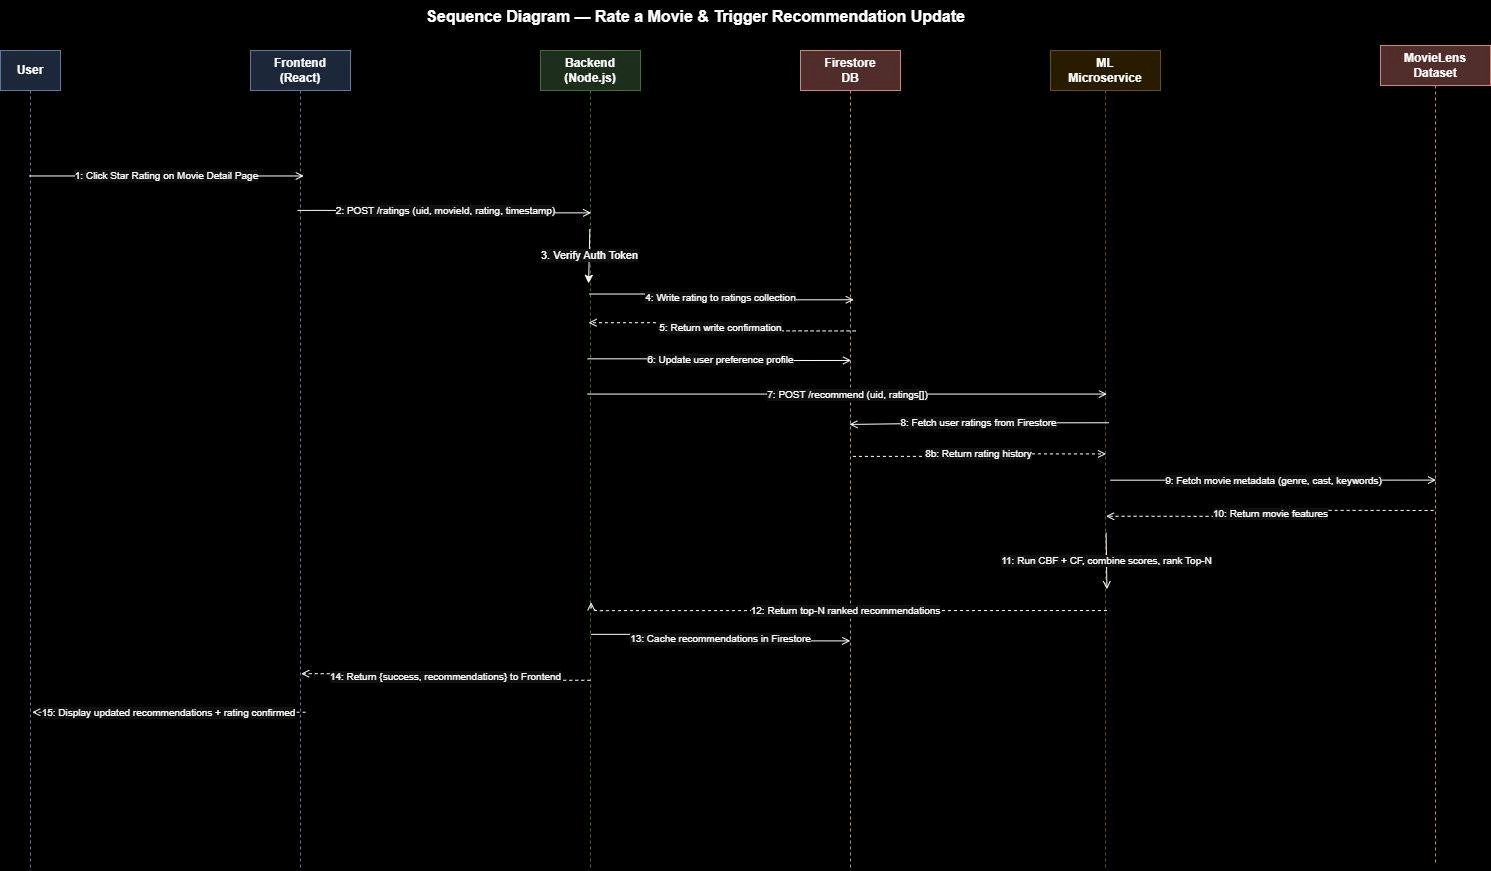 Sequence Diagram — Rate a Movie & Trigger Recommendation Update
User
Frontend
(React)
Backend
(Node.js)
Firestore
DB
ML
Microservice
MovieLens
Dataset
1: Click Star Rating on Movie Detail Page
2: POST /ratings (uid, movieId, rating, timestamp)
3. Verify Auth Token
4: Write rating to ratings collection
5: Return write confirmation
6: Update user preference profile
7: POST /recommend (uid, ratings[])
8: Fetch user ratings from Firestore
8b: Return rating history
9: Fetch movie metadata (genre, cast, keywords)
10: Return movie features
11: Run CBF + CF, combine scores, rank Top-N
12: Return top-N ranked recommendations
13: Cache recommendations in Firestore
14: Return {success, recommendations} to Frontend
15: Display updated recommendations + rating confirmed